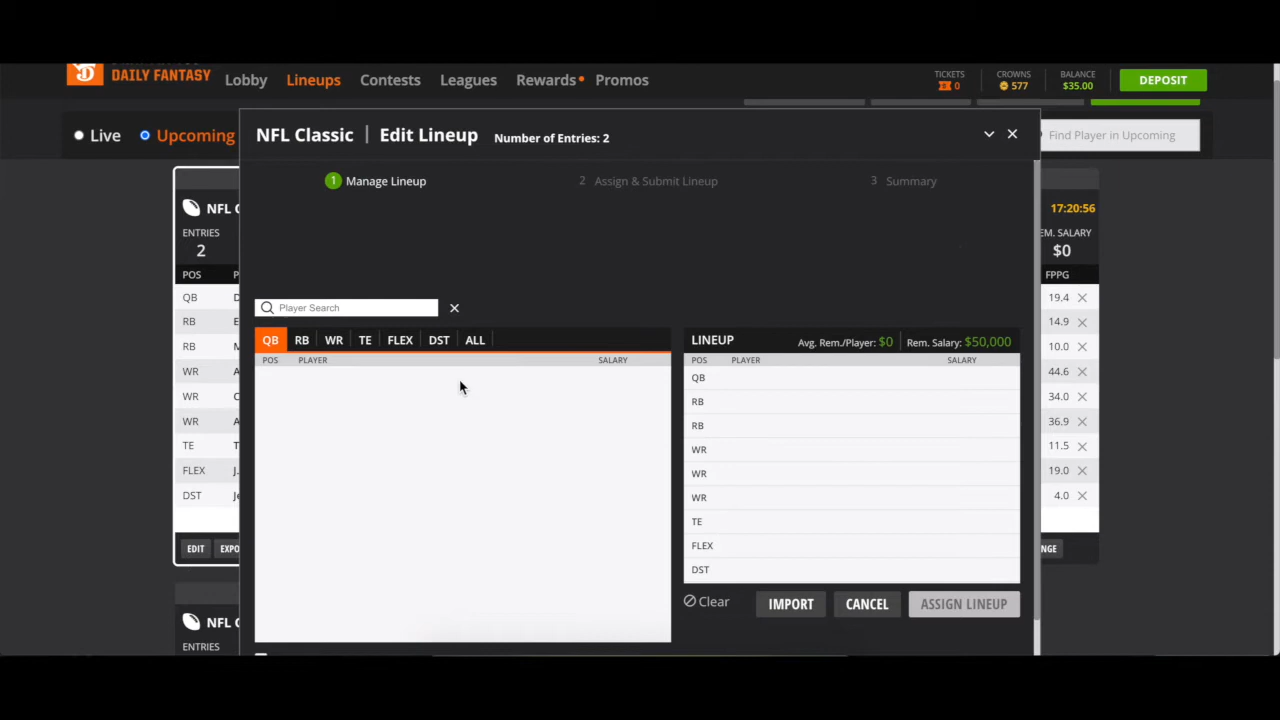 DAILY FANTASY
Lobby Lineups Contests Leagues Rewards Promos
TICKETS 0
CROWNS 577
BALANCE $35.00
DEPOSIT
Live Upcoming
NFL Classic | Edit Lineup Number of Entries: 2
Find Player in Upcoming
1 Manage Lineup
2 Assign & Submit Lineup
3 Summary
NFL C
ENTRIES
2
POS P
QB D
RB E
RB M
WR
WR C
WR A
TE T
FLEX J.
DST Je
EDIT EXPO
NFL C
ENTRIES
Player Search
QB RB WR TE FLEX DST ALL
POS PLAYER SALARY
LINEUP Avg. Rem./Player: $0 Rem. Salary: $50,000
POS PLAYER SALARY
QB
RB
RB
WR
WR
WR
TE
FLEX
DST
Clear IMPORT CANCEL ASSIGN LINEUP
17:20:56
EM. SALARY
$0
FPPG
19.4
14.9
10.0
44.6
34.0
36.9
11.5
19.0
4.0
NGE